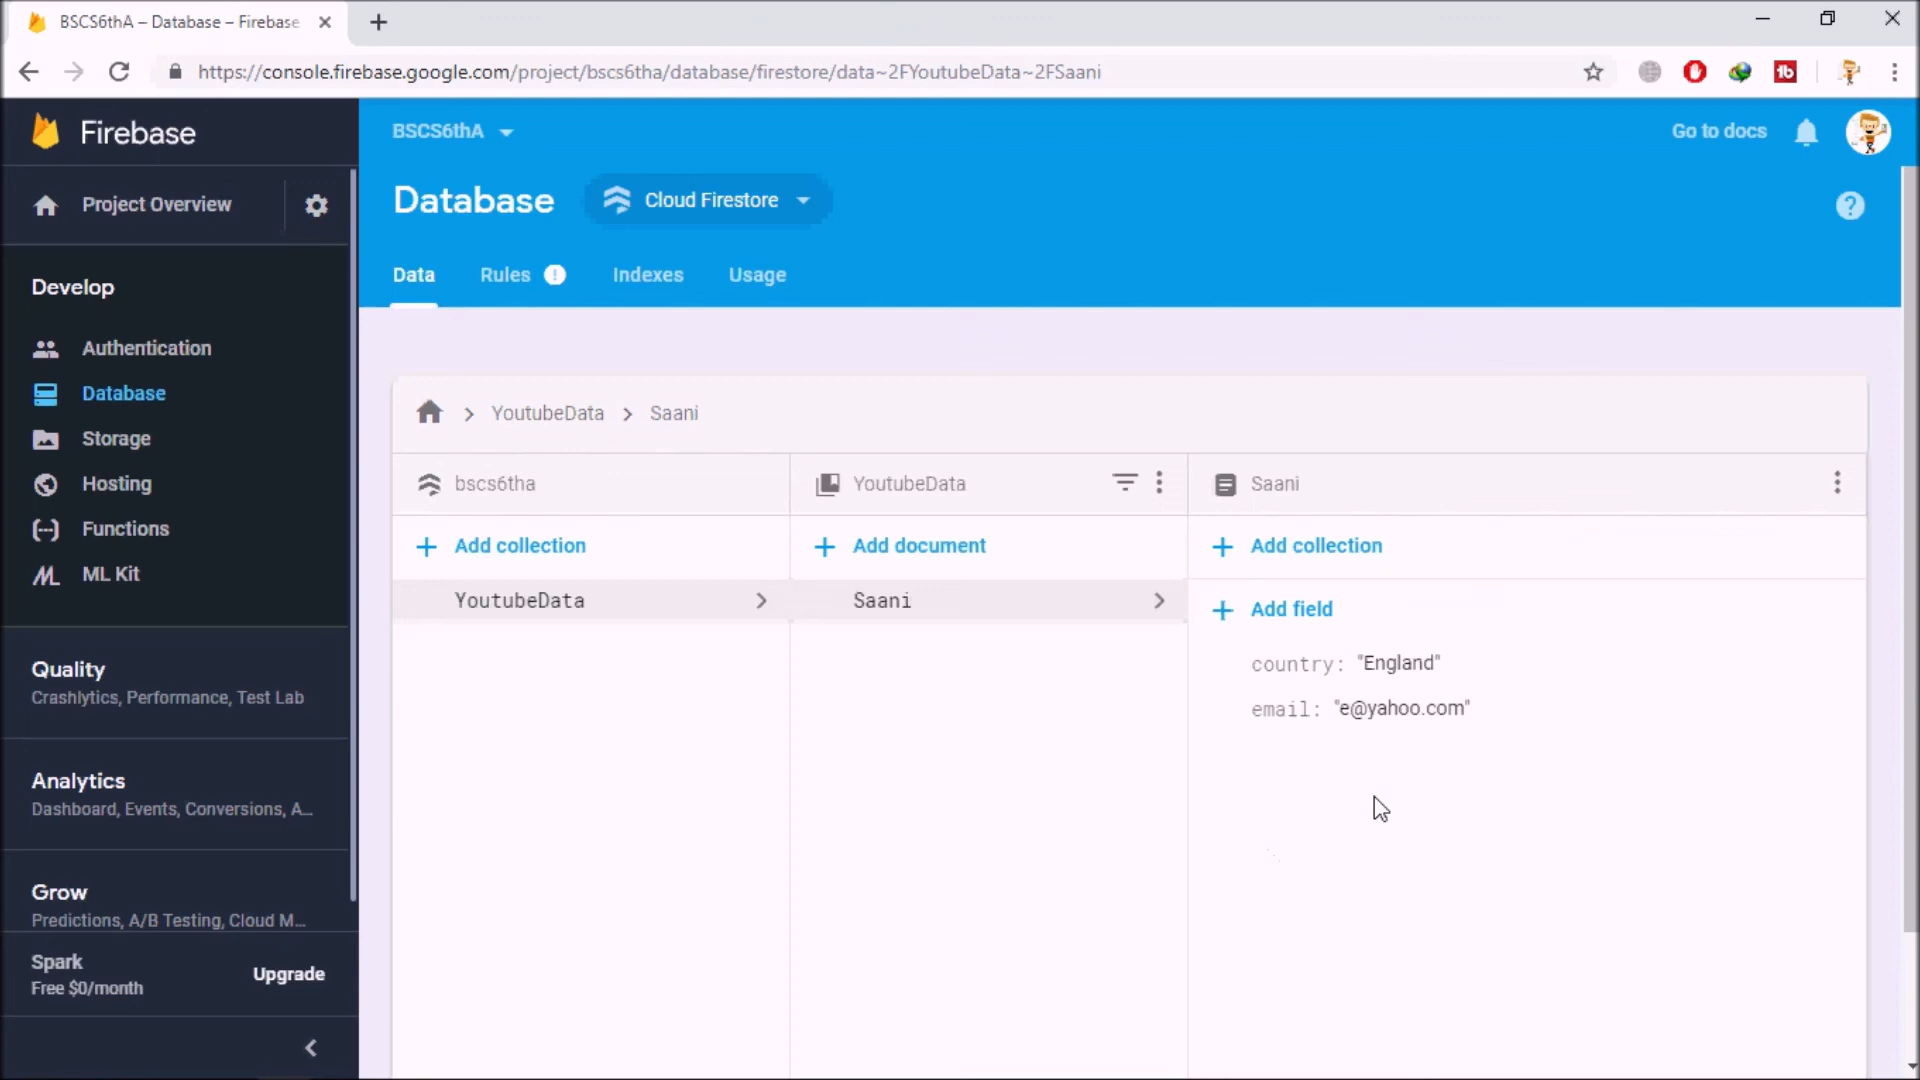 BSCS6thA – Database – Firebase
https://console.firebase.google.com/project/bscs6tha/database/firestore/data~2FYoutubeData~2FSaani
Firebase
Project Overview
Develop
Authentication
Database
Storage
Hosting
Functions
ML Kit
Quality
Crashlytics, Performance, Test Lab
Analytics
Dashboard, Events, Conversions, A...
Grow
Predictions, A/B Testing, Cloud M...
Spark
Free $0/month
Upgrade
BSCS6thA
Go to docs
Database
Cloud Firestore
Data
Rules
Indexes
Usage
YoutubeData
Saani
bscs6tha
YoutubeData
Saani
Add collection
Add document
Add collection
YoutubeData
Saani
Add field
country: "England"
email: "e@yahoo.com"